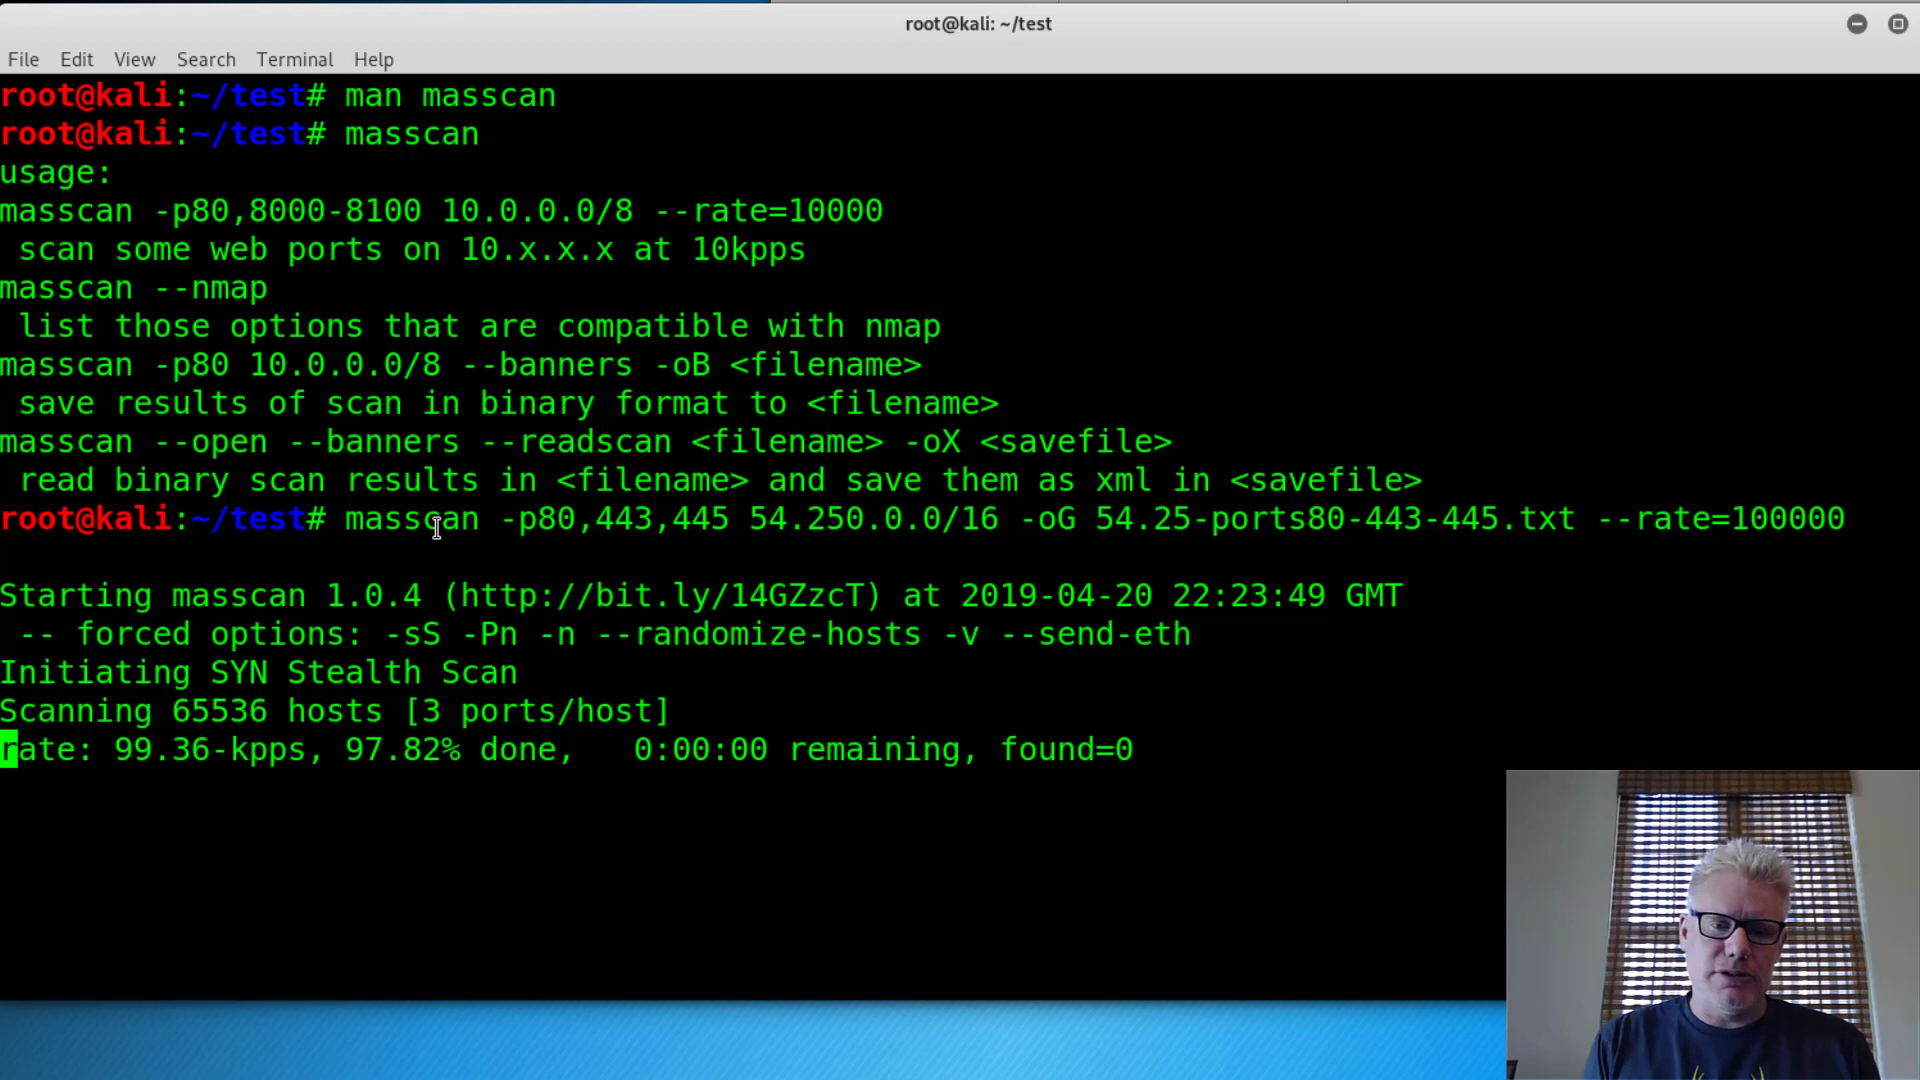 root@kali: ~/test
File Edit View Search Terminal Help
root@kali:~/test# man masscan
root@kali:~/test# masscan
usage:
masscan -p80,8000-8100 10.0.0.0/8 --rate=10000
 scan some web ports on 10.x.x.x at 10kpps
masscan --nmap
 list those options that are compatible with nmap
masscan -p80 10.0.0.0/8 --banners -oB <filename>
 save results of scan in binary format to <filename>
masscan --open --banners --readscan <filename> -oX <savefile>
 read binary scan results in <filename> and save them as xml in <savefile>
root@kali:~/test# masscan -p80,443,445 54.250.0.0/16 -oG 54.25-ports80-443-445.txt --rate=100000
Starting masscan 1.0.4 (http://bit.ly/14GZzcT) at 2019-04-20 22:23:49 GMT
 -- forced options: -sS -Pn -n --randomize-hosts -v --send-eth
Initiating SYN Stealth Scan
Scanning 65536 hosts [3 ports/host]
rate: 99.36-kpps, 97.82% done,   0:00:00 remaining, found=0